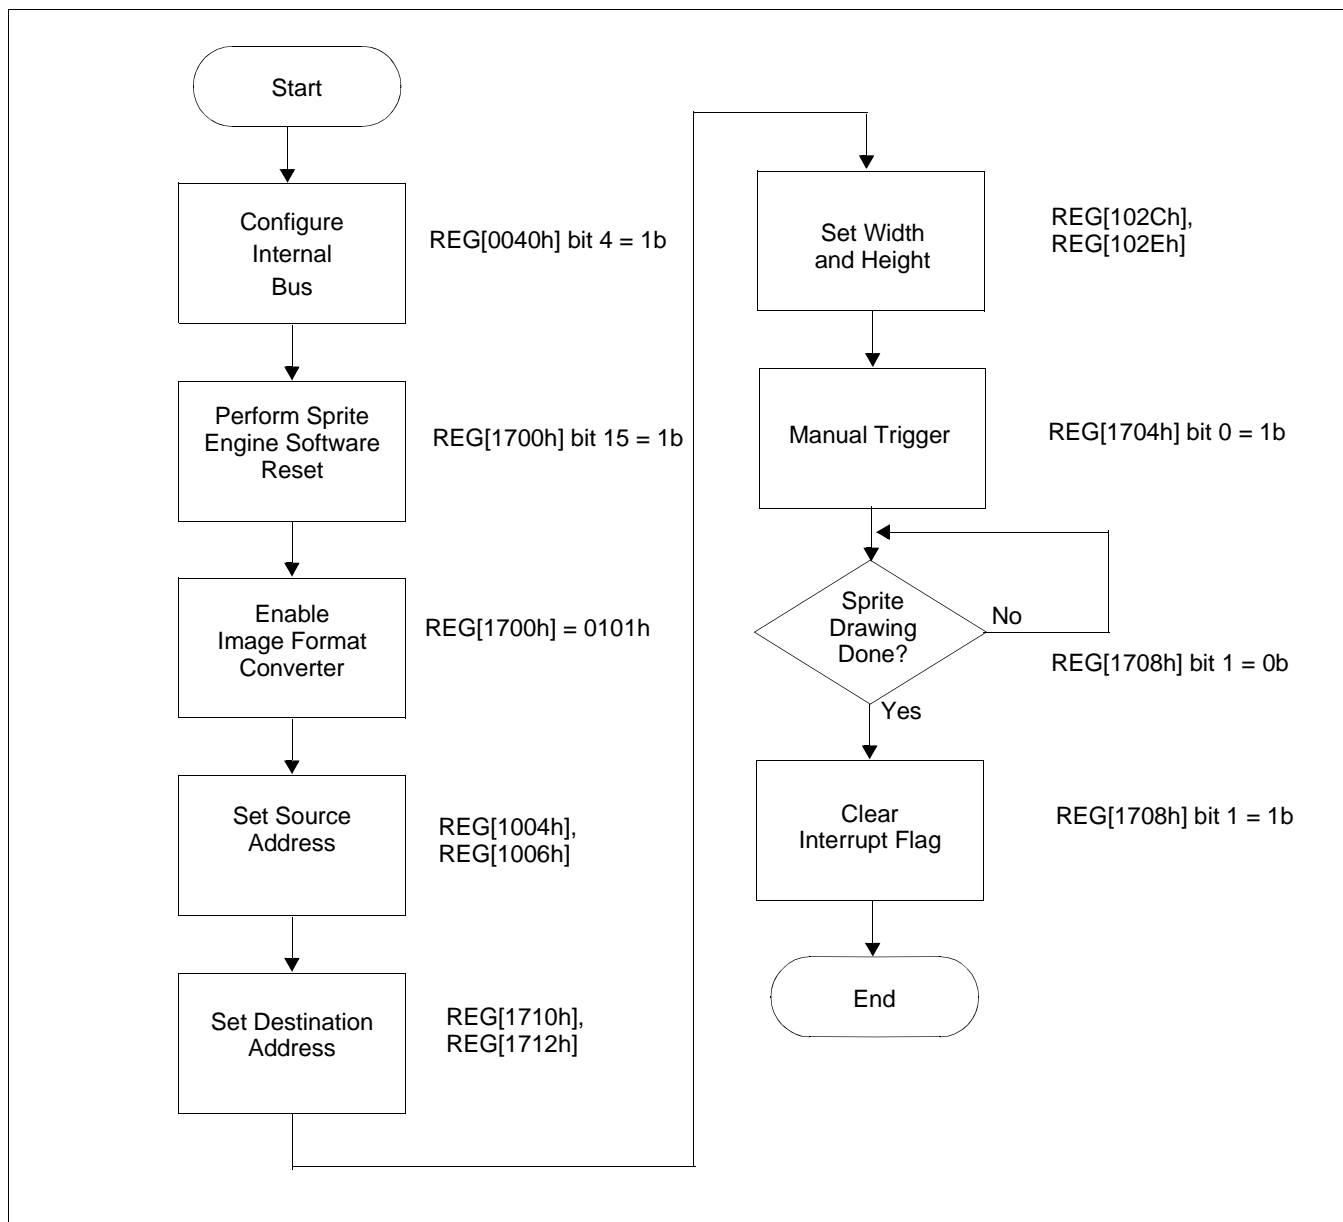 Start
Configure
Internal
Bus
REG[0040h] bit 4 = 1b
Perform Sprite
Engine Software
Reset
REG[1700h] bit 15 = 1b
Enable
Image Format
Converter
REG[1700h] = 0101h
Set Source
Address
REG[1004h],
REG[1006h]
Set Destination
Address
REG[1710h],
REG[1712h]
Set Width
and Height
REG[102Ch],
REG[102Eh]
Manual Trigger
REG[1704h] bit 0 = 1b
Sprite
Drawing
Done?
No
REG[1708h] bit 1 = 0b
Yes
Clear
Interrupt Flag
REG[1708h] bit 1 = 1b
End